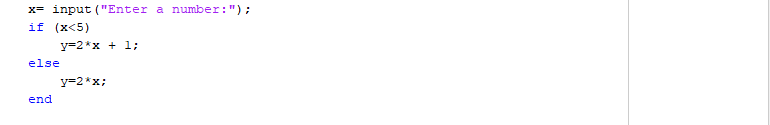 x= input("Enter a number:");
if (x<5)
    y=2*x + 1;
else
    y=2*x;
end